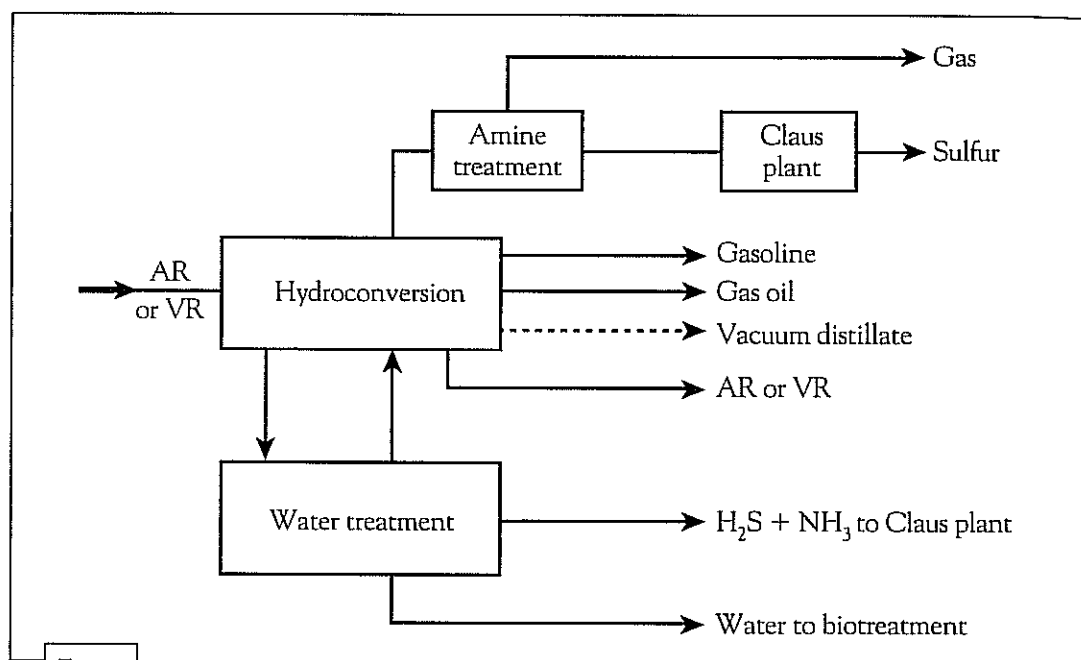 Gas
Amine
treatment
Claus
plant
Sulfur
AR
or VR
Hydroconversion
Gasoline
Gas oil
Vacuum distillate
AR or VR
Water treatment
H₂S + NH₃ to Claus plant
Water to biotreatment